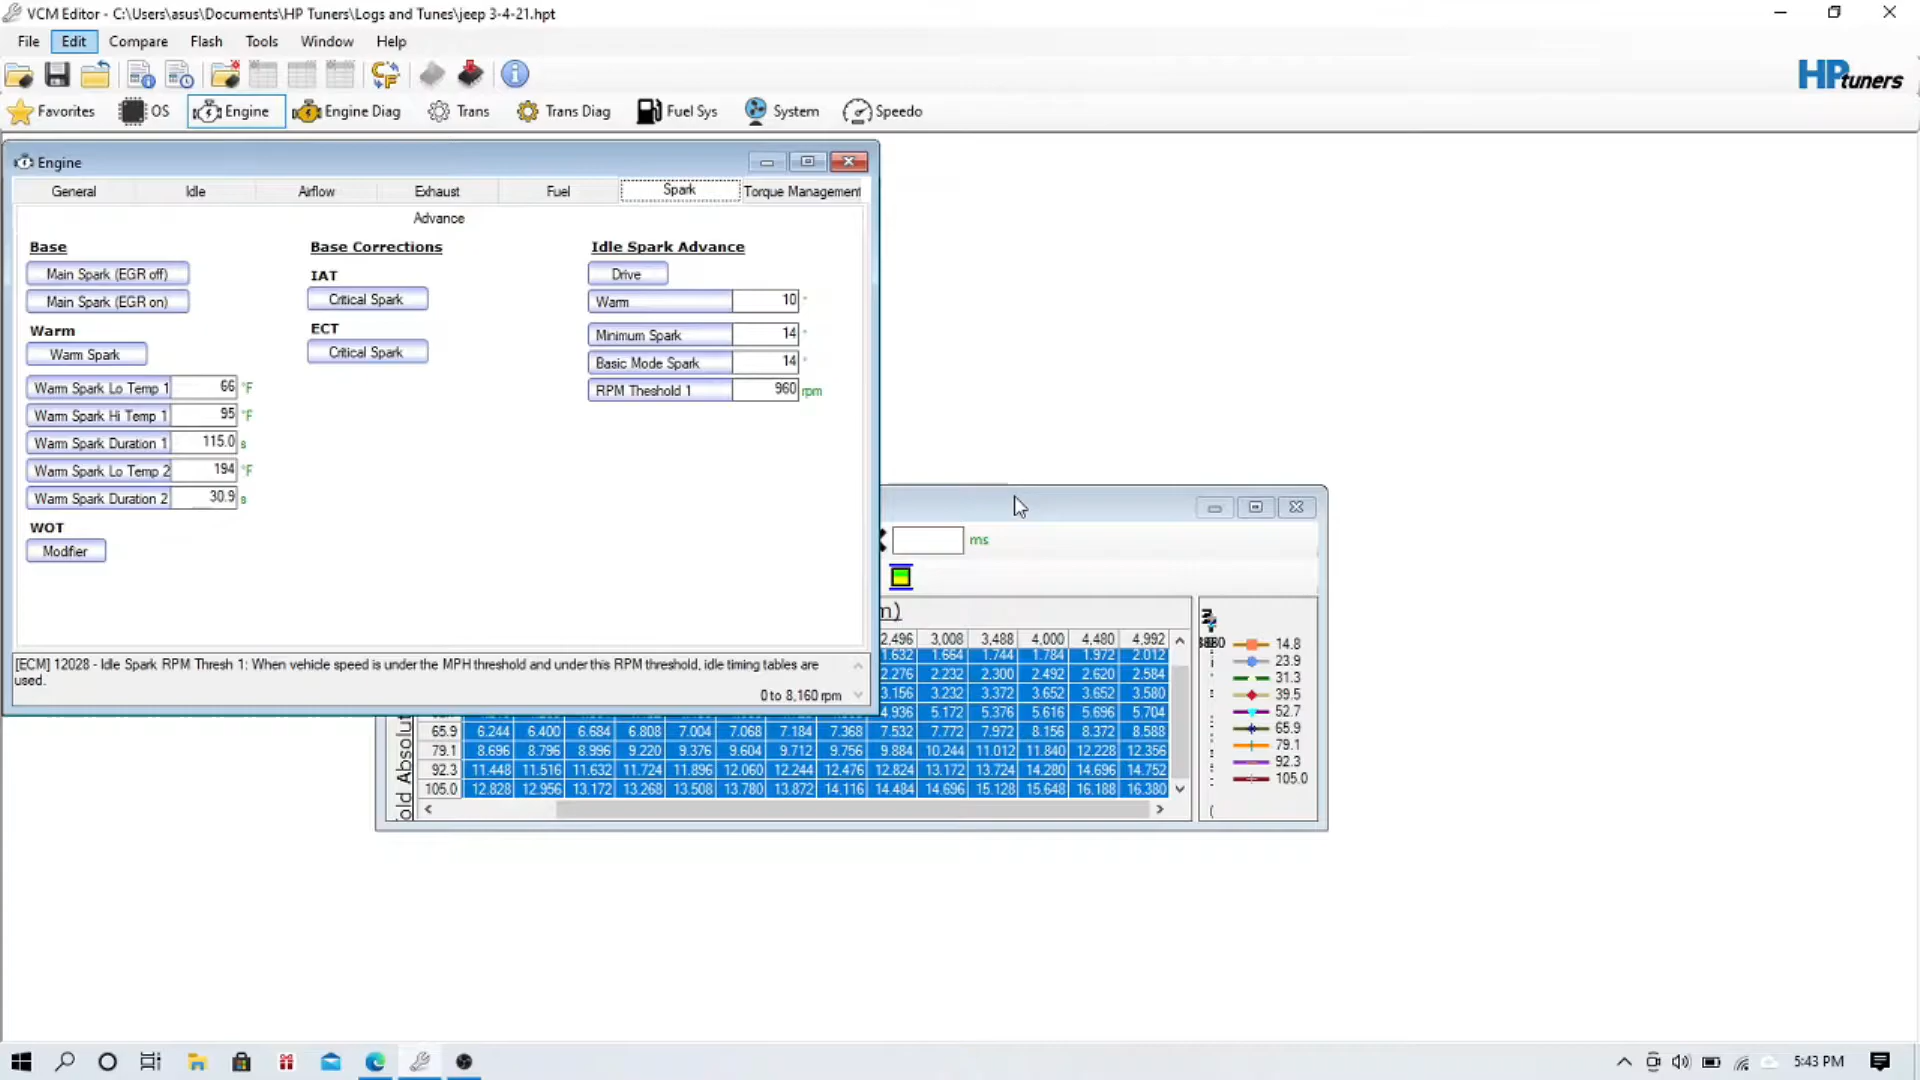 VCM Editor - C:\Users\asus\Documents\HP Tuners\Logs and Tunes\jeep 3-4-21.hpt
File Edit Compare Flash Tools Window Help
HPtuners
Favorites OS Engine Engine Diag Trans Trans Diag Fuel Sys System Speedo
Engine
General Idle Airflow Exhaust Fuel Spark Torque Management
Advance
Base Base Corrections Idle Spark Advance
Main Spark (EGR off) IAT Drive
Main Spark (EGR on) Critical Spark Warm 10 °
Warm ECT Minimum Spark 14 °
Warm Spark Critical Spark Basic Mode Spark 14 °
Warm Spark Lo Temp 1 66 °F RPM Theshold 1 960 rpm
Warm Spark Hi Temp 1 95 °F
Warm Spark Duration 1 115.0 s
Warm Spark Lo Temp 2 194 °F
Warm Spark Duration 2 30.9 s
WOT
Modifier
[ECM] 12028 - Idle Spark RPM Thresh 1: When vehicle speed is under the MPH threshold and under this RPM threshold, idle timing tables are
used.
0 to 8,160 rpm
ms
2.496 3.008 3.488 4.000 4.480 4.992
1.632 1.664 1.744 1.784 1.972 2.012
2.276 2.232 2.300 2.492 2.620 2.584
3.156 3.232 3.372 3.652 3.652 3.580
4.936 5.172 5.376 5.616 5.696 5.704
65.9 6.244 6.400 6.684 6.808 7.004 7.068 7.184 7.368 7.532 7.772 7.972 8.156 8.372 8.588
79.1 8.696 8.796 8.996 9.220 9.376 9.604 9.712 9.756 9.884 10.244 11.012 11.840 12.228 12.356
92.3 11.448 11.516 11.632 11.724 11.896 12.060 12.244 12.476 12.824 13.172 13.724 14.280 14.696 14.752
105.0 12.828 12.956 13.172 13.268 13.508 13.780 13.872 14.116 14.484 14.696 15.128 15.648 16.188 16.380
14.8
23.9
31.3
39.5
52.7
65.9
79.1
92.3
105.0
5:43 PM